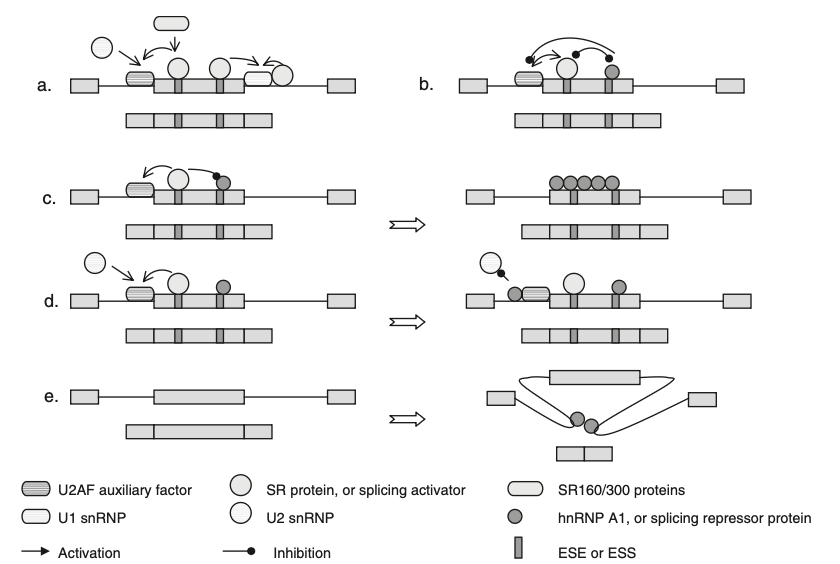 a.
b.
c.
d.
e.
U2AF auxiliary factor
SR protein, or splicing activator
SR160/300 proteins
U1 snRNP
U2 snRNP
hnRNP A1, or splicing repressor protein
Activation
Inhibition
ESE or ESS